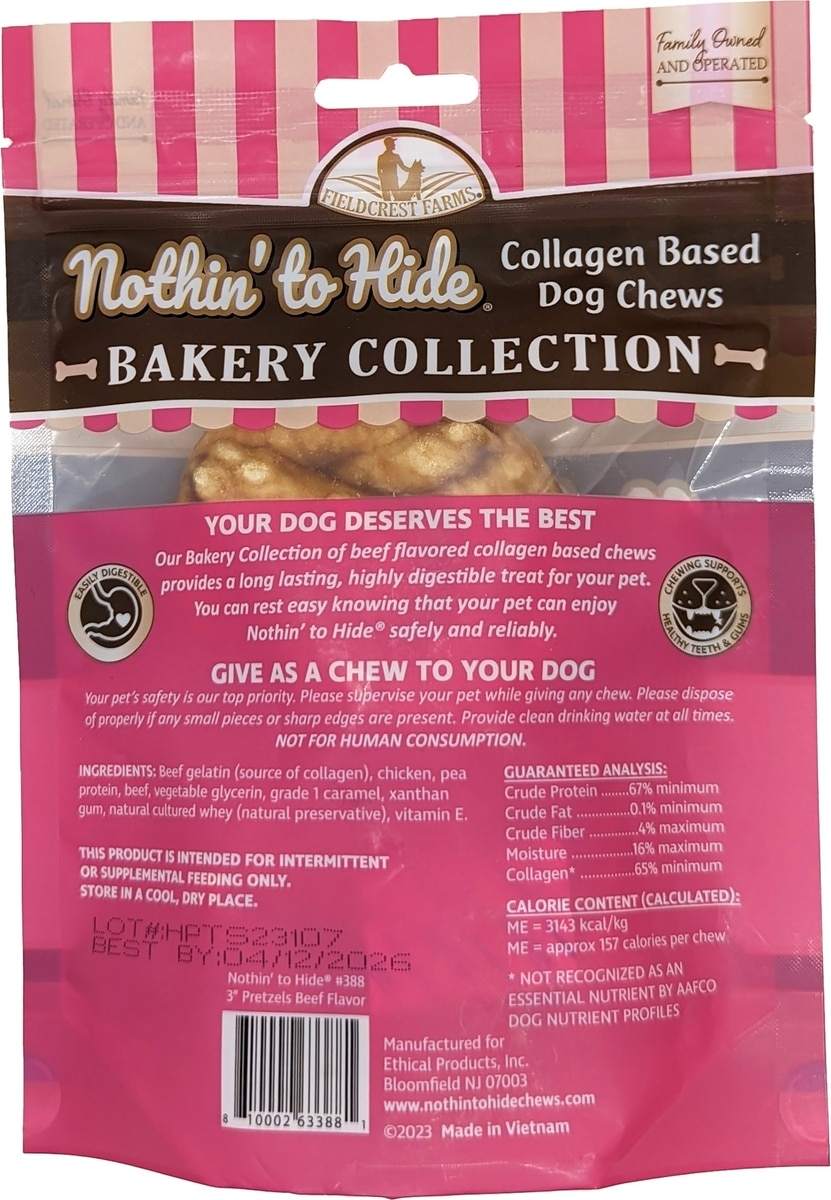 Family Owned
&
AND OPERATED
FIELDCREST FARMS®
Nothin' to Hide®
Collagen Based
Dog Chews
BAKERY COLLECTION
YOUR DOG DESERVES THE BEST
Our Bakery Collection of beef flavored collagen based chews
provides a long lasting, highly digestible treat for your pet.
You can rest easy knowing that your pet can enjoy
Nothin' to Hide® safely and reliably.
EASILY DIGESTIBLE
CHEWING SUPPORTS
HEALTHY TEETH & GUMS
GIVE AS A CHEW TO YOUR DOG
Your pet's safety is our top priority. Please supervise your pet while giving any chew. Please dispose
of properly if any small pieces or sharp edges are present. Provide clean drinking water at all times.
NOT FOR HUMAN CONSUMPTION.
INGREDIENTS: Beef gelatin (source of collagen), chicken, pea
protein, beef, vegetable glycerin, grade 1 caramel, xanthan
gum, natural cultured whey (natural preservative), vitamin E.
THIS PRODUCT IS INTENDED FOR INTERMITTENT
OR SUPPLEMENTAL FEEDING ONLY.
STORE IN A COOL, DRY PLACE.
LOT#:HPTS23107
BEST BY:04/12/2026
Nothin' to Hide® #388
3" Pretzels Beef Flavor
8 10002 63388 1
GUARANTEED ANALYSIS:
Crude Protein ........67% minimum
Crude Fat ...............0.1% minimum
Crude Fiber .............4% maximum
Moisture ...................16% maximum
Collagen* .................65% minimum
CALORIE CONTENT (CALCULATED):
ME = 3143 kcal/kg
ME = approx 157 calories per chew
* NOT RECOGNIZED AS AN
ESSENTIAL NUTRIENT BY AAFCO
DOG NUTRIENT PROFILES
Manufactured for
Ethical Products, Inc.
Bloomfield NJ 07003
www.nothintohidechews.com
©2023 Made in Vietnam